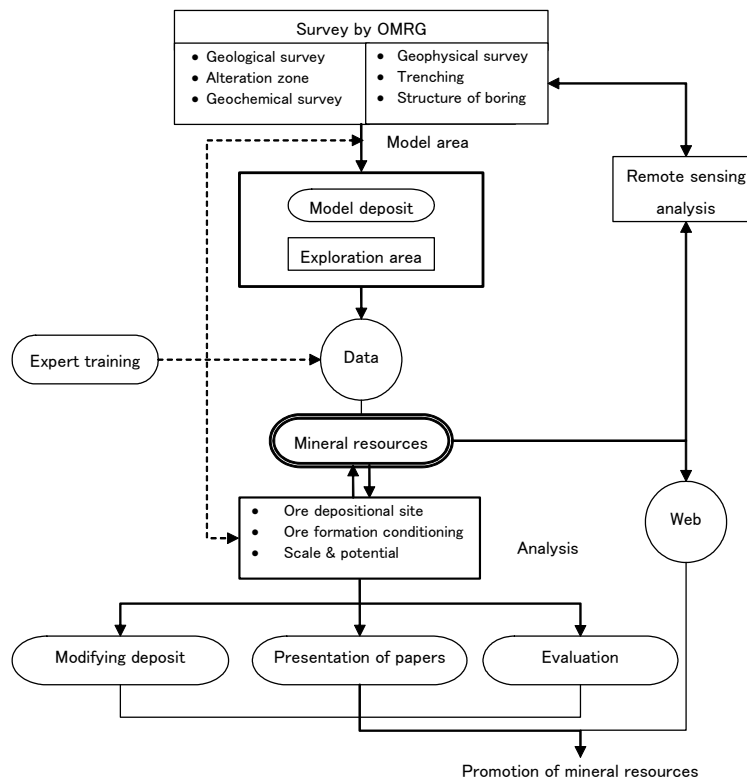 Survey by OMRG
• Geological survey
• Alteration zone
• Geochemical survey
• Geophysical survey
• Trenching
• Structure of boring
Model area
Remote sensing
analysis
Model deposit
Exploration area
Expert training
Data
Mineral resources
• Ore depositional site
• Ore formation conditioning
• Scale & potential
Analysis
Web
Modifying deposit
Presentation of papers
Evaluation
Promotion of mineral resources